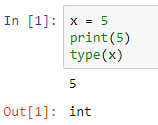 In [1]: x = 5
print(5)
type(x)
5
Out[1]: int